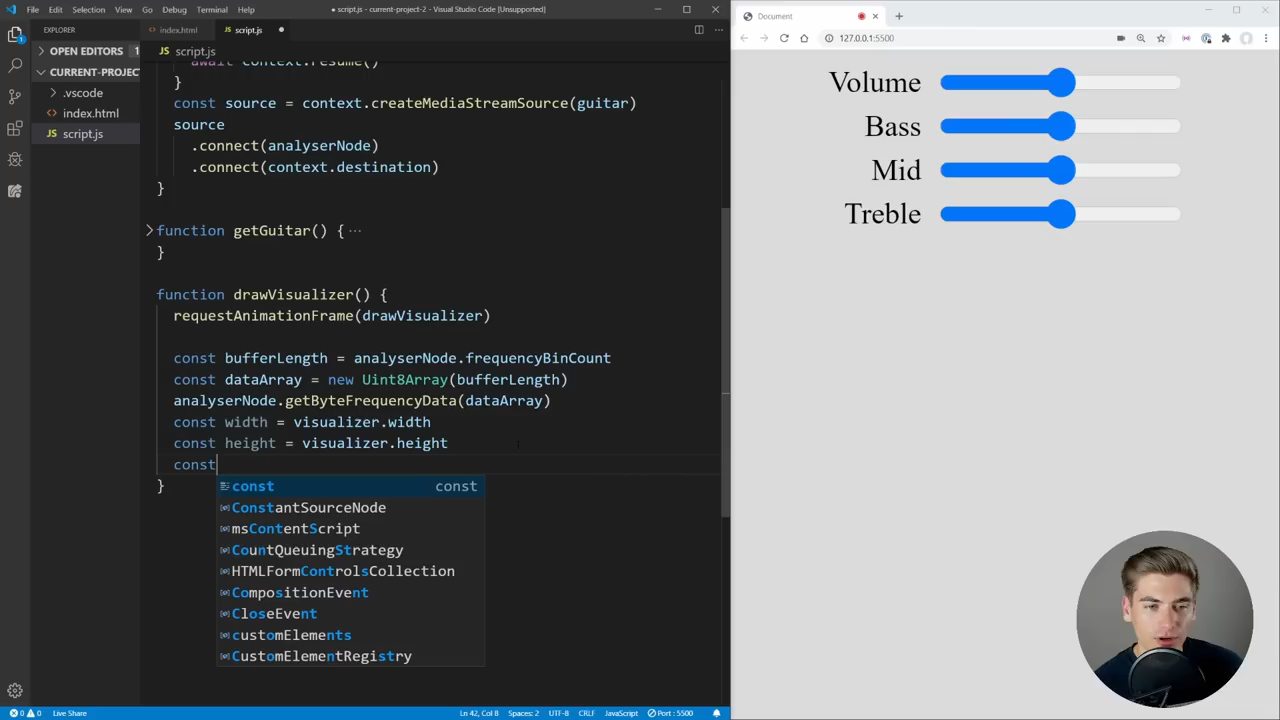 File Edit Selection View Go Debug Terminal Help
● script.js - current-project-2 - Visual Studio Code [Unsupported]
EXPLORER
OPEN EDITORS 1
CURRENT-PROJECT
.vscode
index.html
JS script.js
index.html
JS script.js
JS script.js
await context.resume()
}
const source = context.createMediaStreamSource(guitar)
source
.connect(analyserNode)
.connect(context.destination)
}
function getGuitar() { ...
}
function drawVisualizer() {
requestAnimationFrame(drawVisualizer)
const bufferLength = analyserNode.frequencyBinCount
const dataArray = new Uint8Array(bufferLength)
analyserNode.getByteFrequencyData(dataArray)
const width = visualizer.width
const height = visualizer.height
const
}
const const
ConstantSourceNode
msContentScript
CountQueuingStrategy
HTMLFormControlsCollection
CompositionEvent
CloseEvent
customElements
CustomElementRegistry
0 0 Live Share
Ln 42, Col 8 Spaces: 2 UTF-8 CRLF JavaScript Port : 5500
Document
127.0.0.1:5500
Volume
Bass
Mid
Treble